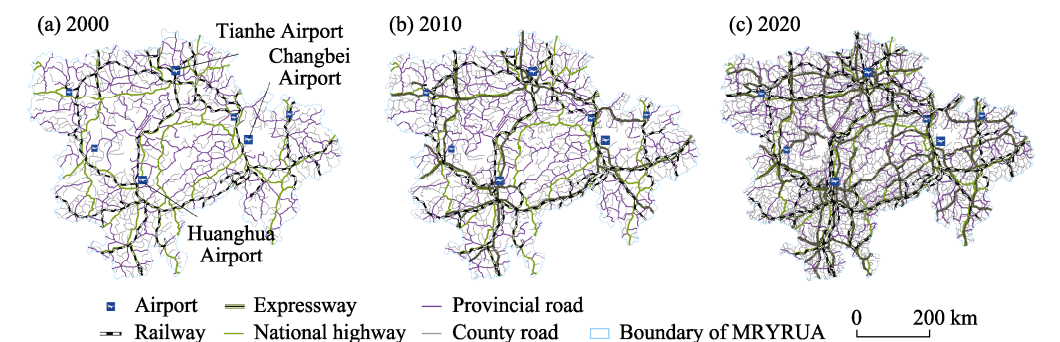 (a) 2000
Tianhe Airport
Changbei
Airport
Huanghua
Airport
(b) 2010
(c) 2020
Airport
Expressway
Provincial road
Railway
National highway
County road
Boundary of MRYRUA
0 200 km